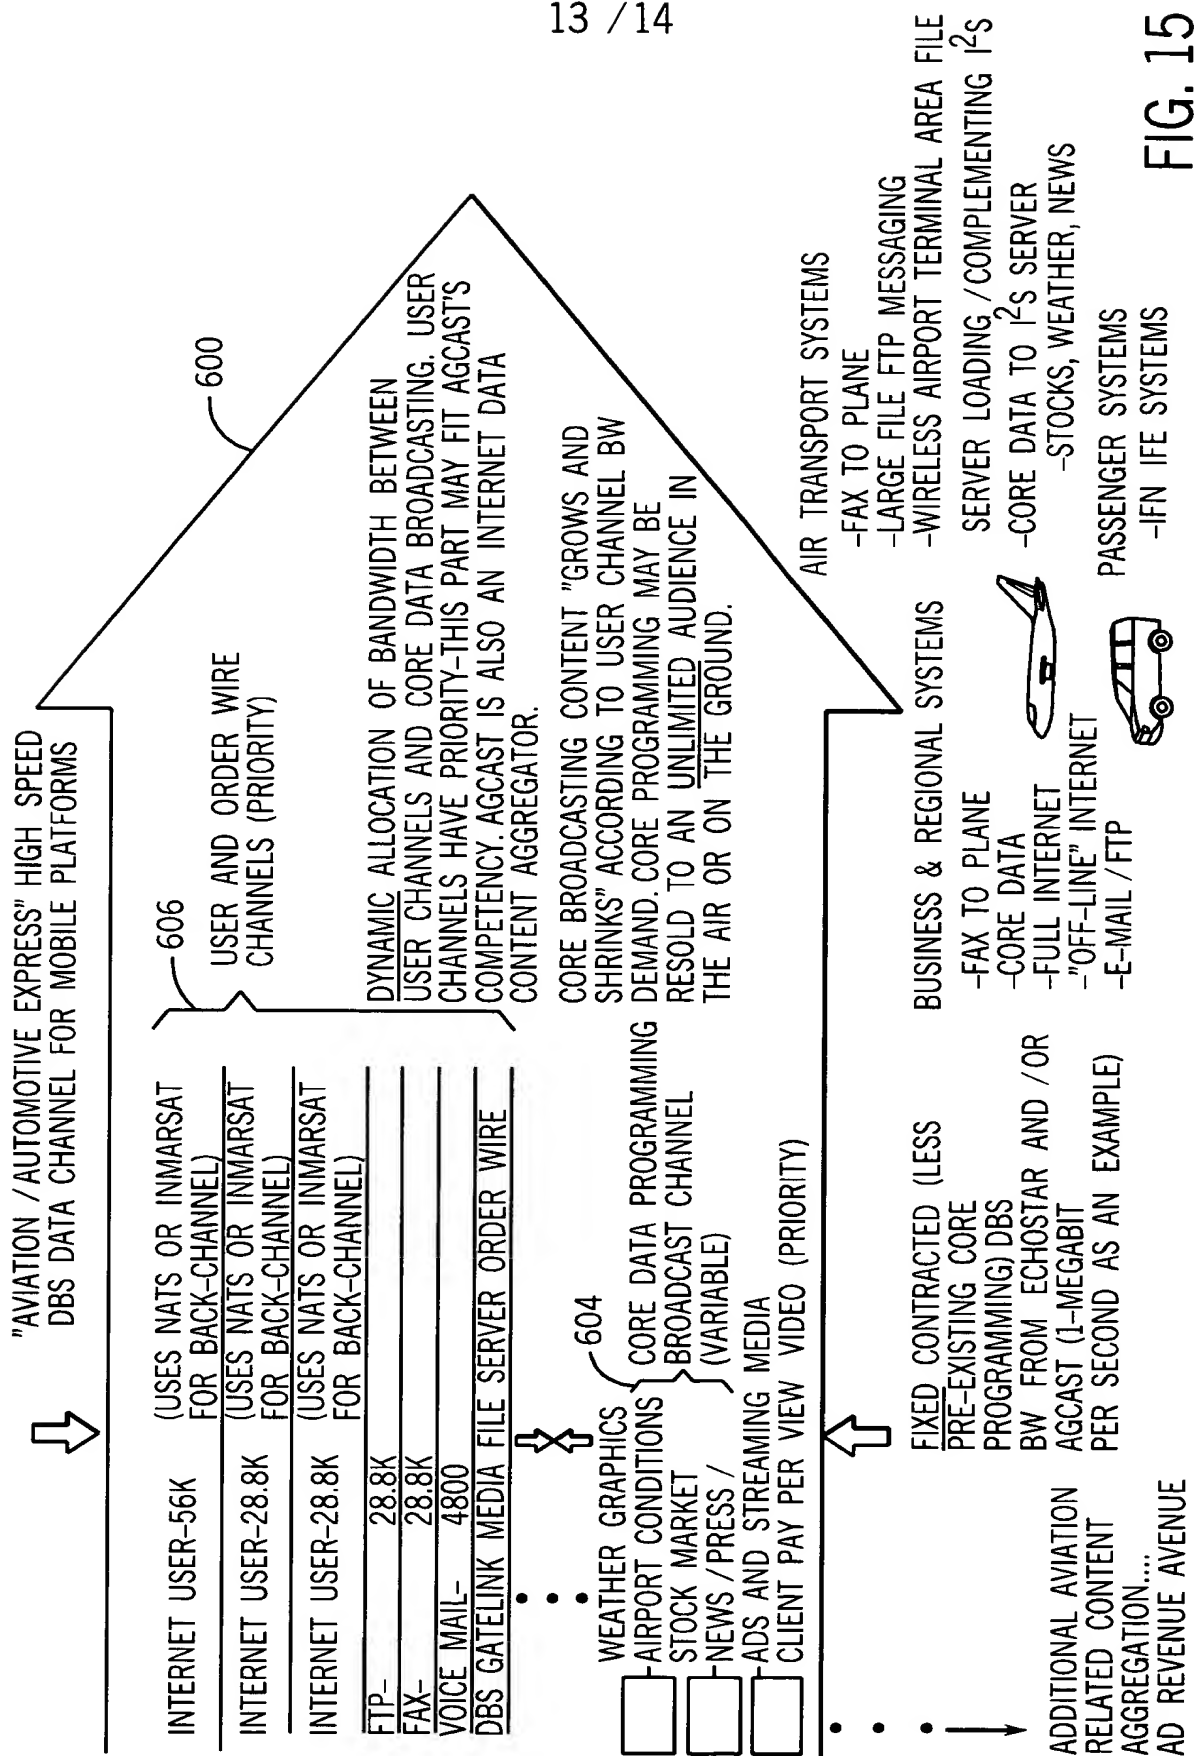 13 / 14
"AVIATION / AUTOMOTIVE EXPRESS" HIGH SPEED
DBS DATA CHANNEL FOR MOBILE PLATFORMS
600
INTERNET USER-56K (USES NATS OR INMARSAT
FOR BACK-CHANNEL)
INTERNET USER-28.8K (USES NATS OR INMARSAT
FOR BACK-CHANNEL)
INTERNET USER-28.8K (USES NATS OR INMARSAT
FOR BACK-CHANNEL)
FTP- 28.8K
FAX- 28.8K
VOICE MAIL- 4800
DBS GATELINK MEDIA FILE SERVER ORDER WIRE
606
USER AND ORDER WIRE
CHANNELS (PRIORITY)
DYNAMIC ALLOCATION OF BANDWIDTH BETWEEN
USER CHANNELS AND CORE DATA BROADCASTING. USER
CHANNELS HAVE PRIORITY-THIS PART MAY FIT AGCAST'S
COMPETENCY. AGCAST IS ALSO AN INTERNET DATA
CONTENT AGGREGATOR.
CORE BROADCASTING CONTENT "GROWS AND
SHRINKS" ACCORDING TO USER CHANNEL BW
DEMAND. CORE PROGRAMMING MAY BE
RESOLD TO AN UNLIMITED AUDIENCE IN
THE AIR OR ON THE GROUND.
WEATHER GRAPHICS
AIRPORT CONDITIONS
STOCK MARKET
NEWS / PRESS /
ADS AND STREAMING MEDIA
CLIENT PAY PER VIEW VIDEO (PRIORITY)
604
CORE DATA PROGRAMMING
BROADCAST CHANNEL
(VARIABLE)
ADDITIONAL AVIATION
RELATED CONTENT
AGGREGATION....
AD REVENUE AVENUE
FIXED CONTRACTED (LESS
PRE-EXISTING CORE
PROGRAMMING) DBS
BW FROM ECHOSTAR AND / OR
AGCAST (1-MEGABIT
PER SECOND AS AN EXAMPLE)
BUSINESS & REGIONAL SYSTEMS
-FAX TO PLANE
-CORE DATA
-FULL INTERNET
-"OFF-LINE" INTERNET
-E-MAIL / FTP
AIR TRANSPORT SYSTEMS
-FAX TO PLANE
-LARGE FILE FTP MESSAGING
-WIRELESS AIRPORT TERMINAL AREA FILE
SERVER LOADING / COMPLEMENTING I²S
-CORE DATA TO I²S SERVER
-STOCKS, WEATHER, NEWS
PASSENGER SYSTEMS
-IFN IFE SYSTEMS
FIG. 15